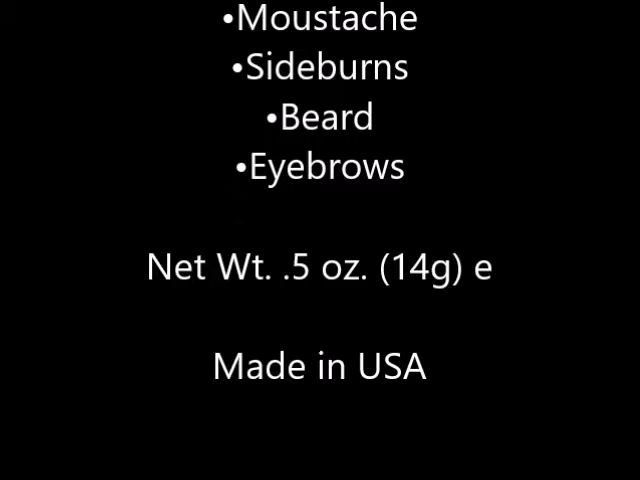 •Moustache
•Sideburns
•Beard
•Eyebrows
Net Wt. .5 oz. (14g) e
Made in USA